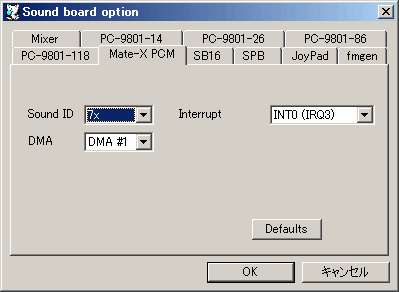 Sound board option
Mixer PC-9801-14 PC-9801-26 PC-9801-86
PC-9801-118 Mate-X PCM SB16 SPB JoyPad fmgen
Sound ID 7x Interrupt INT0 (IRQ3)
DMA DMA #1
Defaults
OK キャンセル